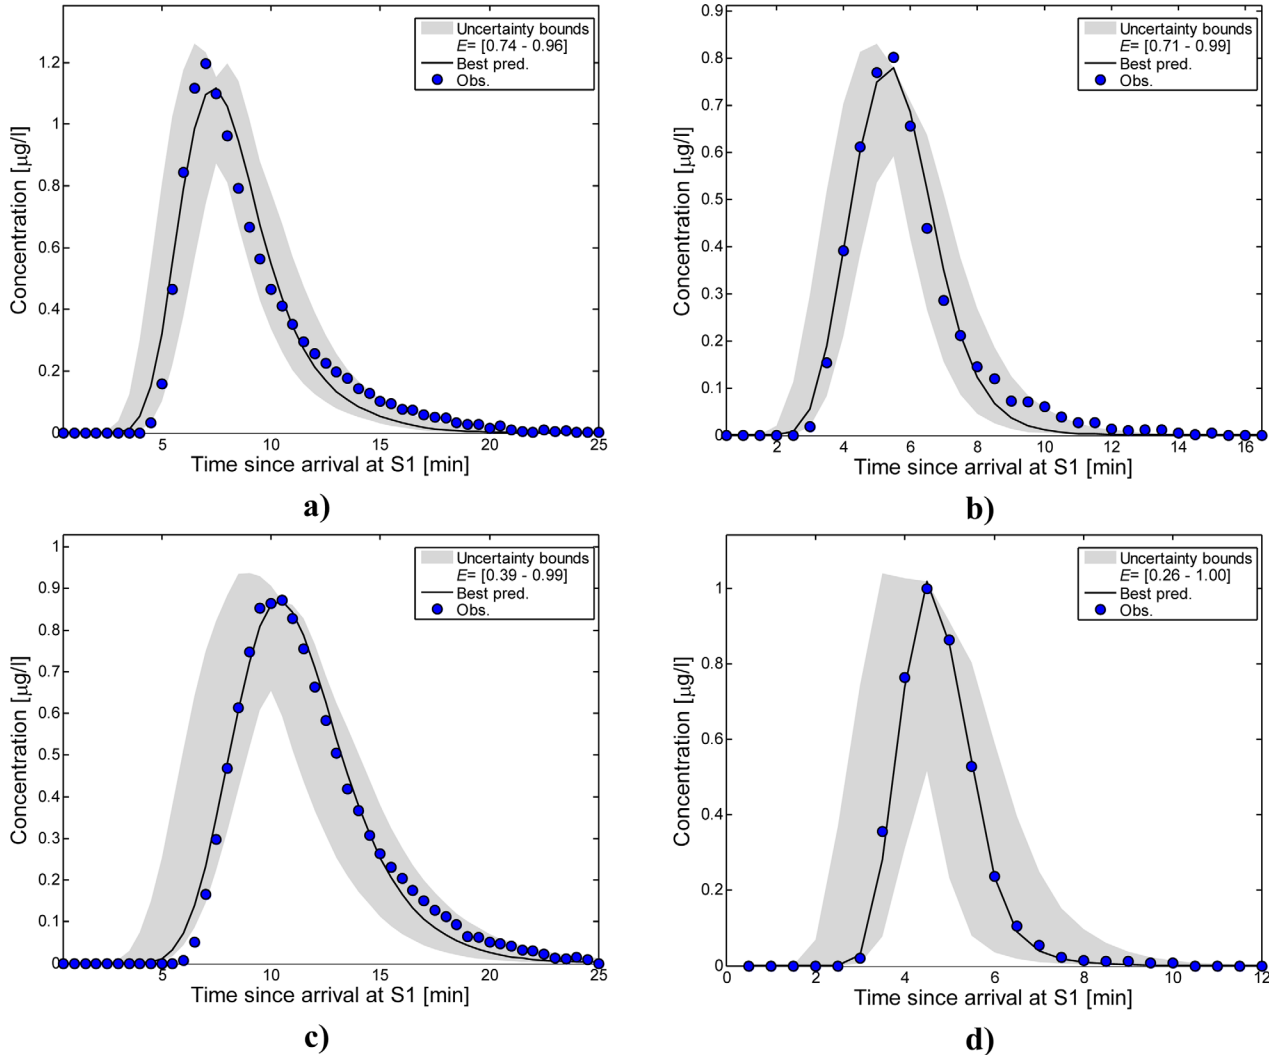 Uncertainty bounds
E= [0.74 - 0.96]
Best pred.
Obs.
Concentration [μg/l]
1.2
1
0.8
0.6
0.4
0.2
0
5
10
15
20
25
Time since arrival at S1 [min]
a)
Uncertainty bounds
E= [0.71 - 0.99]
Best pred.
Obs.
Concentration [μg/l]
0.9
0.8
0.7
0.6
0.5
0.4
0.3
0.2
0.1
0
2
4
6
8
10
12
14
16
Time since arrival at S1 [min]
b)
Uncertainty bounds
E= [0.39 - 0.99]
Best pred.
Obs.
Concentration [μg/l]
1
0.9
0.8
0.7
0.6
0.5
0.4
0.3
0.2
0.1
0
5
10
15
20
25
Time since arrival at S1 [min]
c)
Uncertainty bounds
E= [0.26 - 1.00]
Best pred.
Obs.
Concentration [μg/l]
1
0.8
0.6
0.4
0.2
0
0
2
4
6
8
10
12
Time since arrival at S1 [min]
d)